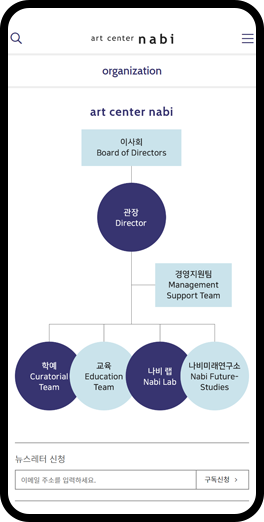 art center nabi
organization
art center nabi
이사회
Board of Directors
관장
Director
경영지원팀
Management
Support Team
학예
Curatorial
Team
교육
Education
Team
나비 랩
Nabi Lab
나비미래연구소
Nabi Future-
Studies
뉴스레터 신청
이메일 주소를 입력하세요.
구독신청 ›